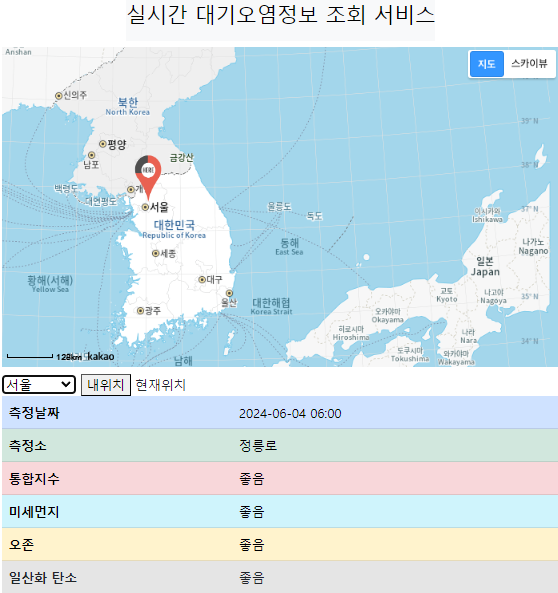 실시간 대기오염정보 조회 서비스
Anshan
지도 스카이뷰
신의주
북한
North Korea
39° N
평양
금강산
남포
38° N
백령도
개
대연평도
서울
울릉도
독도
37° N
이시카와
Ishikawa
대한민국
Republic of Korea
동해
East Sea
나가노
Nagano
세종
일본
Japan
36° N
황해(서해)
Yellow Sea
대구
울산
교토
Kyoto
나고야
Nagoya
대한해협
Korea Strait
광주
오카야마
Okayama
35° N
히로시마
Hiroshima
나라
Nara
34° N
128km kakao
남해
도쿠시마
Tokushima
와카야마
Wakayama
서울 내위치 현재위치
측정날짜 2024-06-04 06:00
측정소 정릉로
통합지수 좋음
미세먼지 좋음
오존 좋음
일산화 탄소 좋음